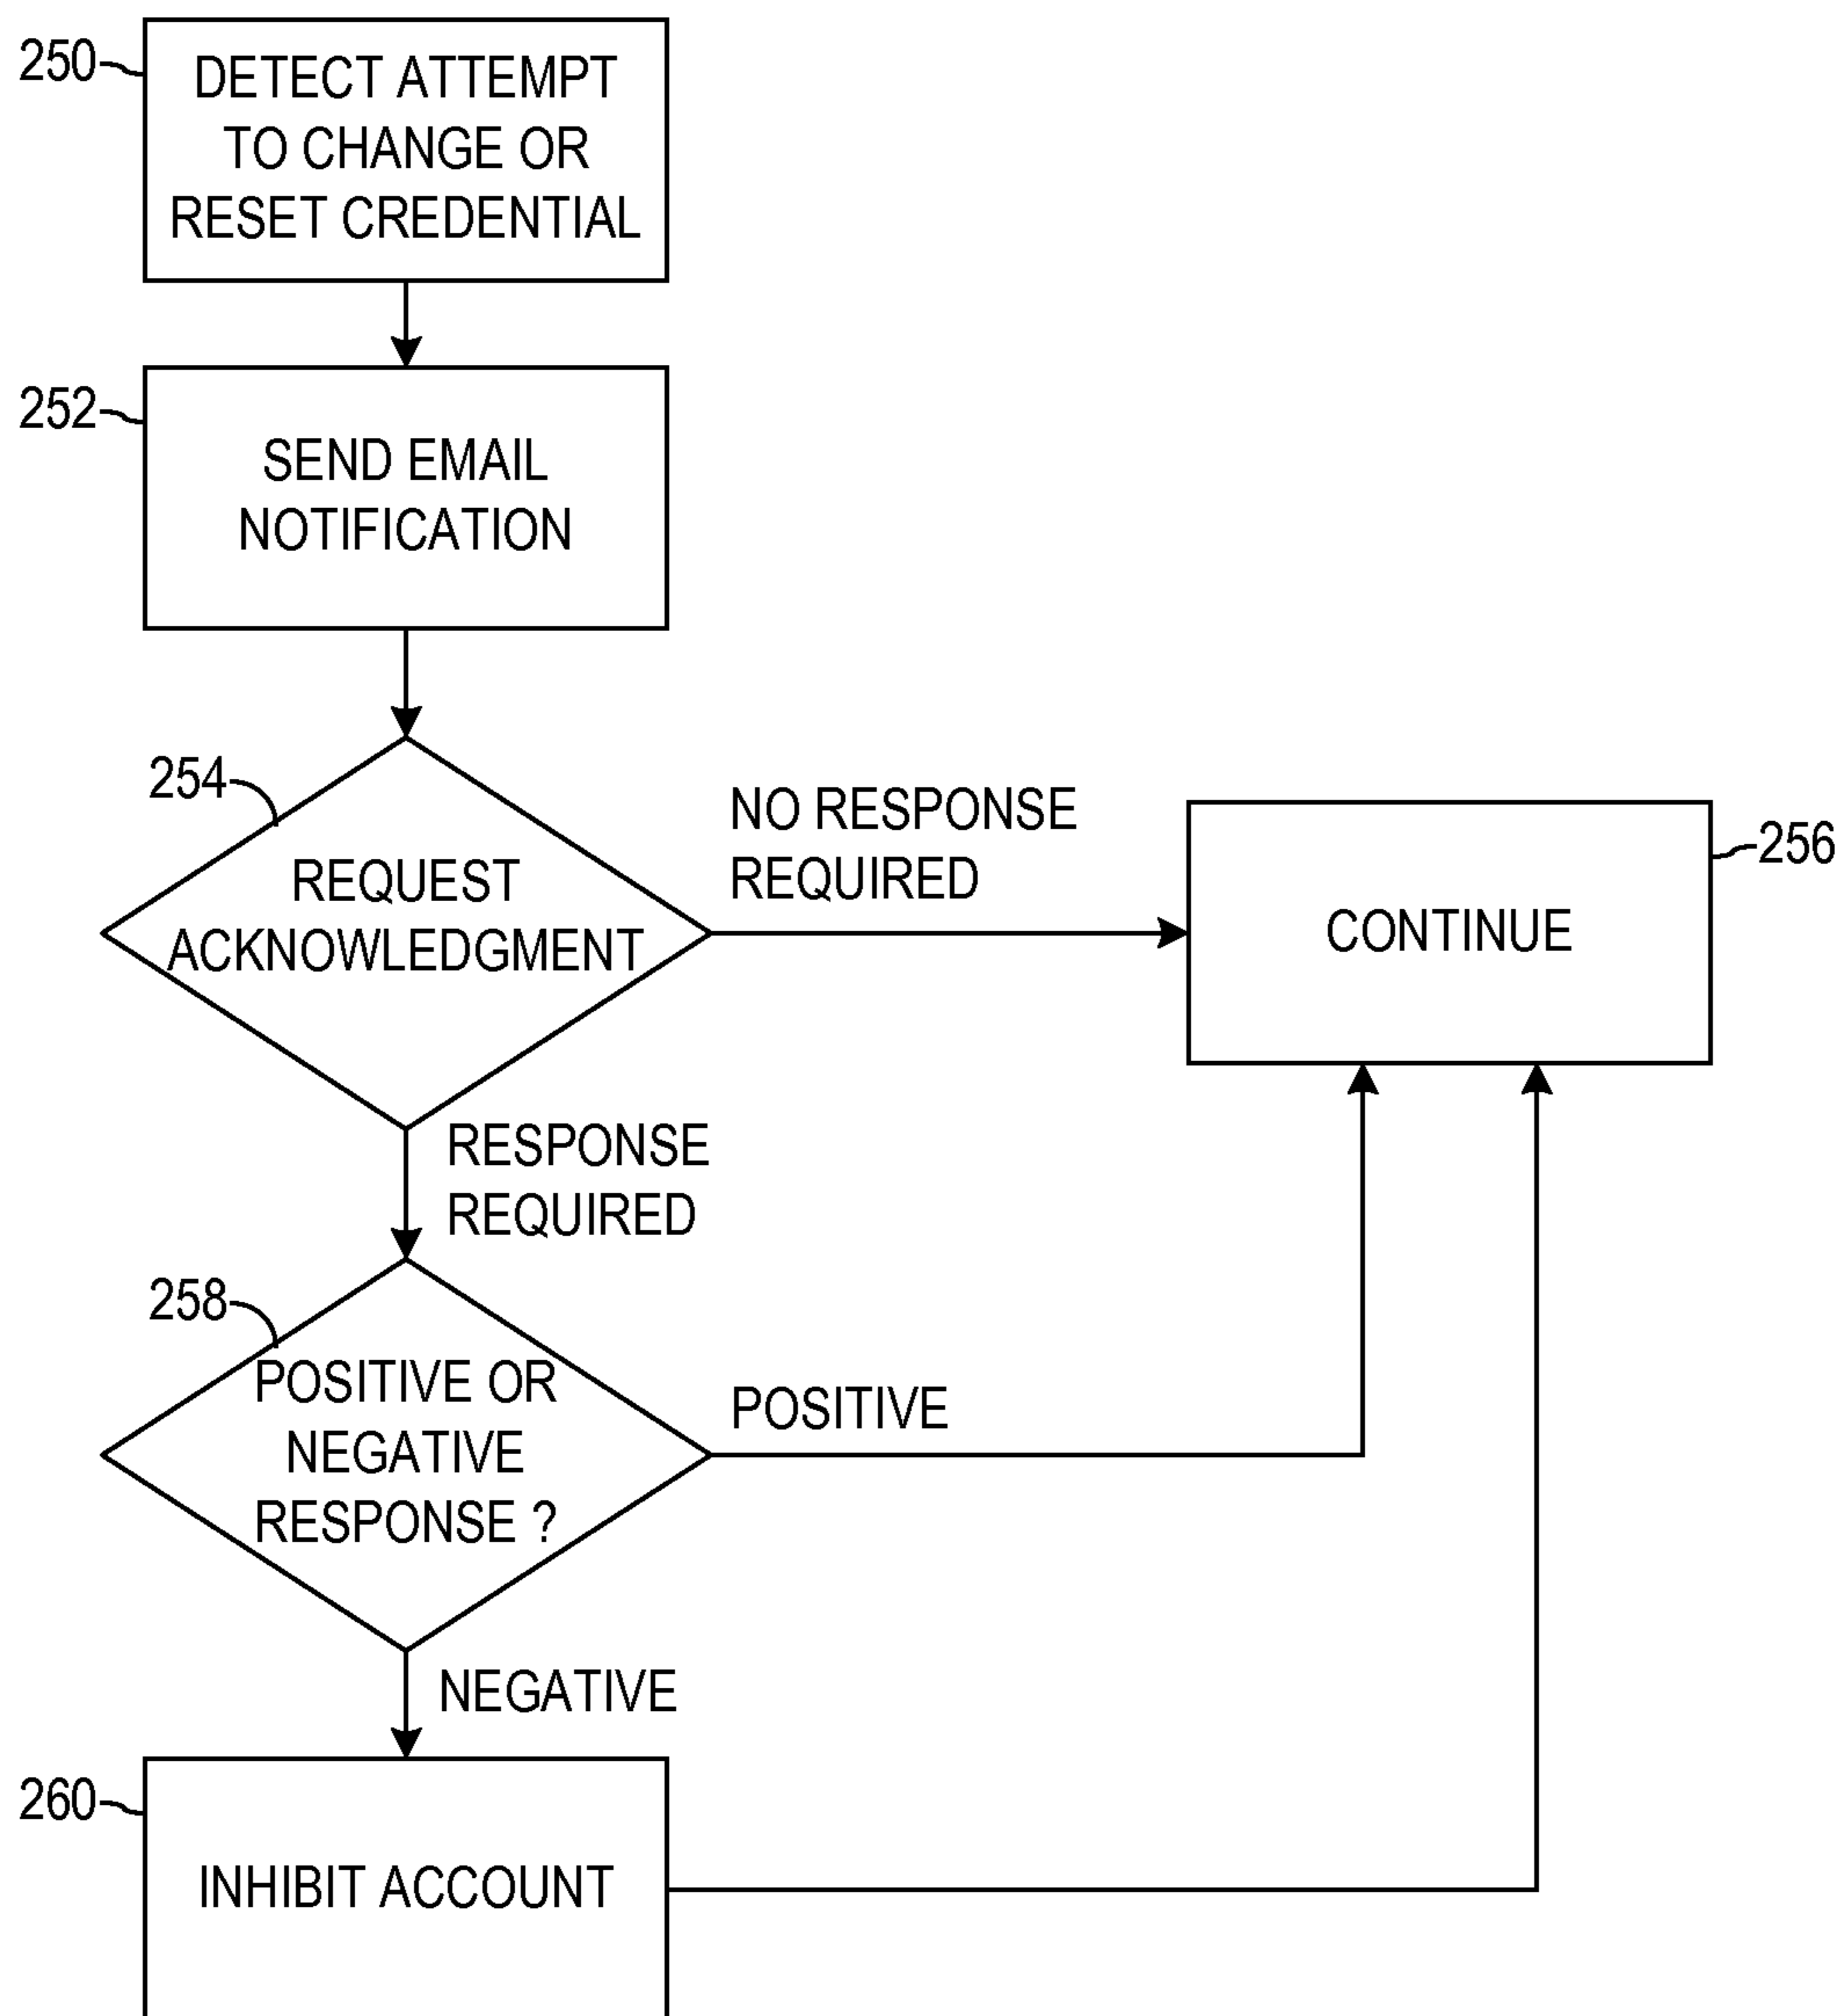 250
DETECT ATTEMPT
TO CHANGE OR
RESET CREDENTIAL
252
SEND EMAIL
NOTIFICATION
254
REQUEST
ACKNOWLEDGMENT
NO RESPONSE
REQUIRED
CONTINUE
256
RESPONSE
REQUIRED
258
POSITIVE OR
NEGATIVE
RESPONSE ?
POSITIVE
NEGATIVE
260
INHIBIT ACCOUNT